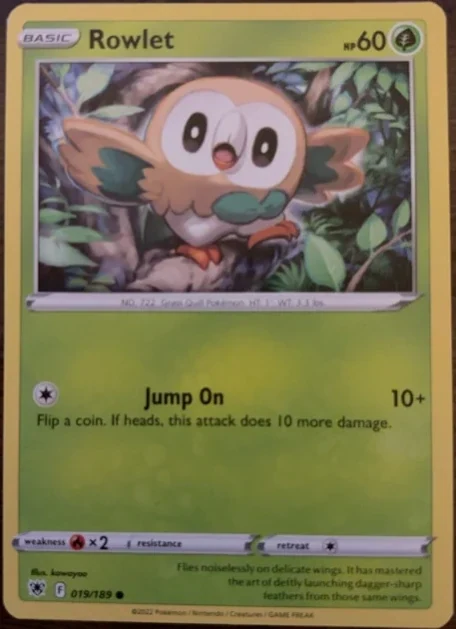 BASIC Rowlet HP60
NO. 722 Grass Quill Pokémon HT: 1' WT: 3.3 lbs.
Jump On 10+
Flip a coin. If heads, this attack does 10 more damage.
weakness ×2 resistance retreat
Illus. kawayoo
Flies noiselessly on delicate wings. It has mastered
the art of deftly launching dagger-sharp
feathers from those same wings.
F 019/189
©2022 Pokémon / Nintendo / Creatures / GAME FREAK